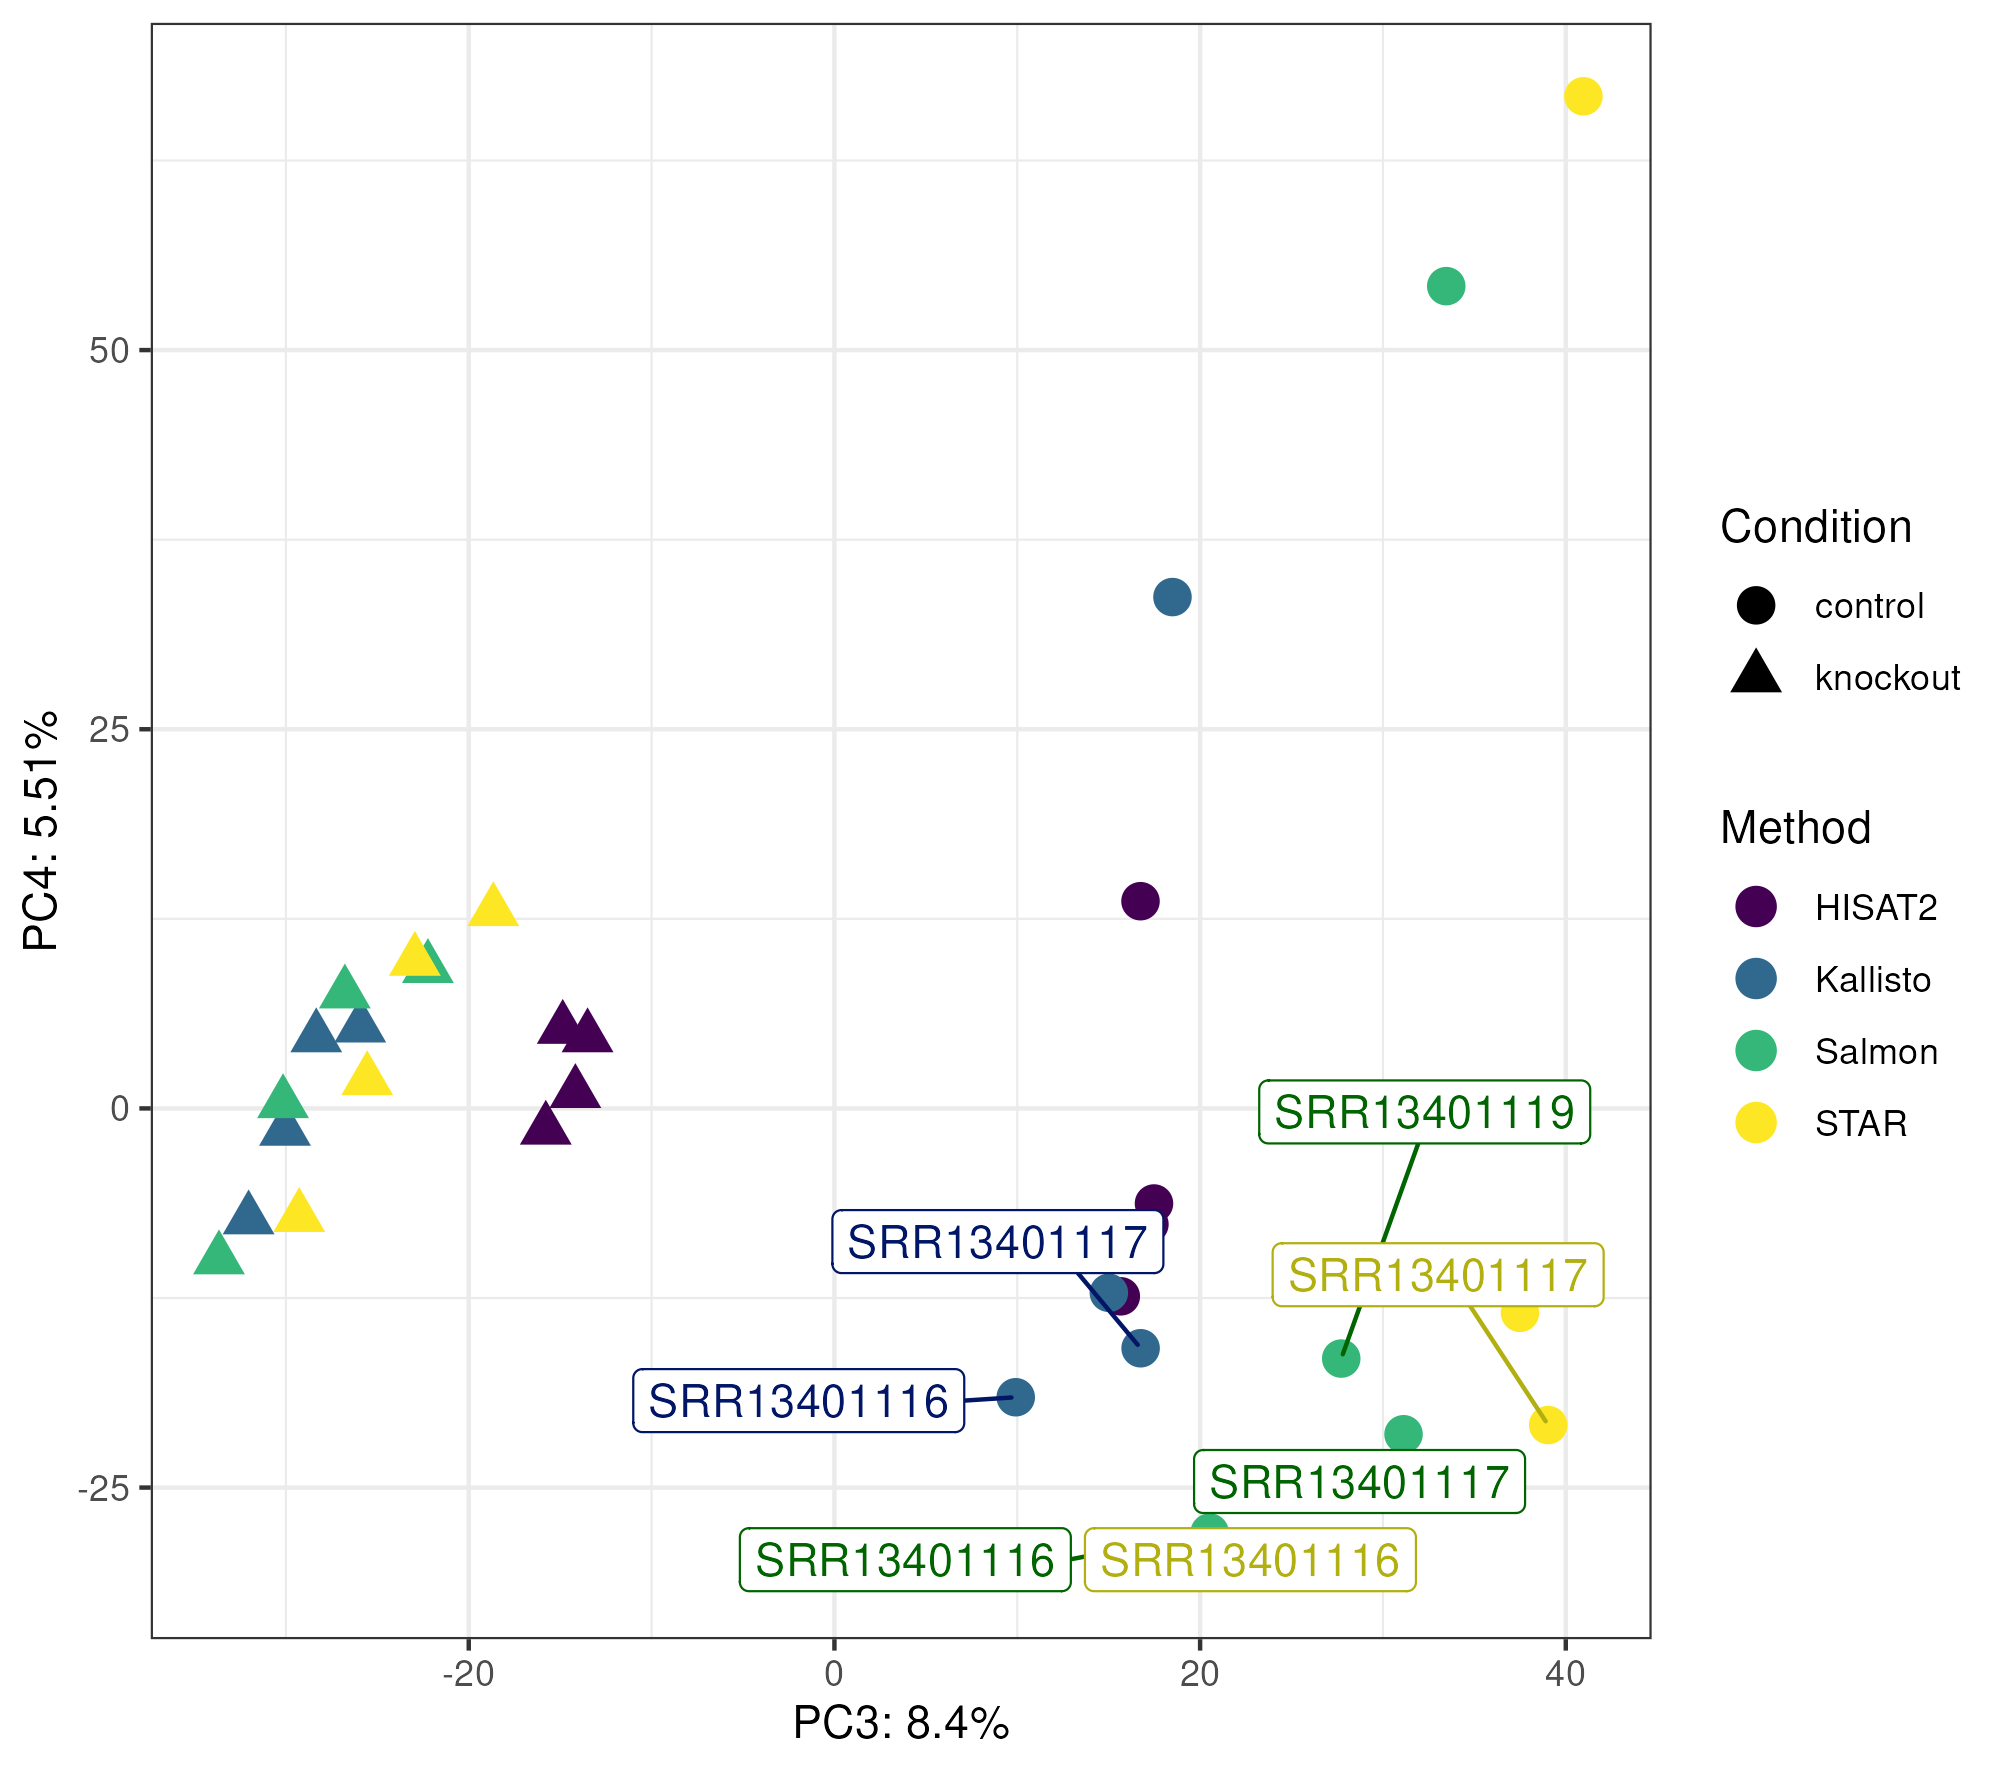 50
25
0
-25
-20
0
20
40
PC4: 5.51%
PC3: 8.4%
SRR13401119
SRR13401117
SRR13401117
SRR13401116
SRR13401117
SRR13401116
SRR13401116
Condition
control
knockout
Method
HISAT2
Kallisto
Salmon
STAR